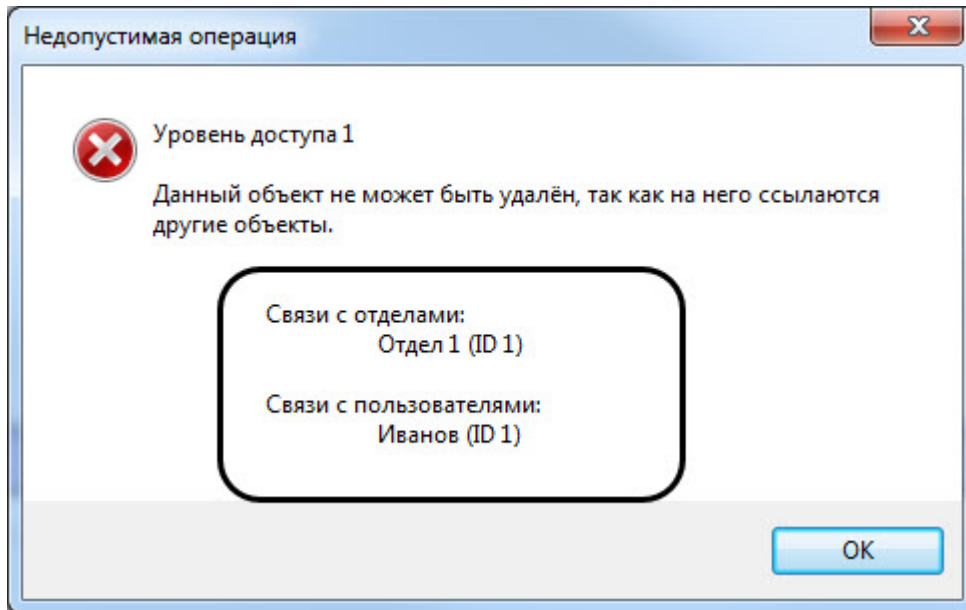 Недопустимая операция
Уровень доступа 1
Данный объект не может быть удалён, так как на него ссылаются
другие объекты.
Связи с отделами:
Отдел 1 (ID 1)
Связи с пользователями:
Иванов (ID 1)
OK